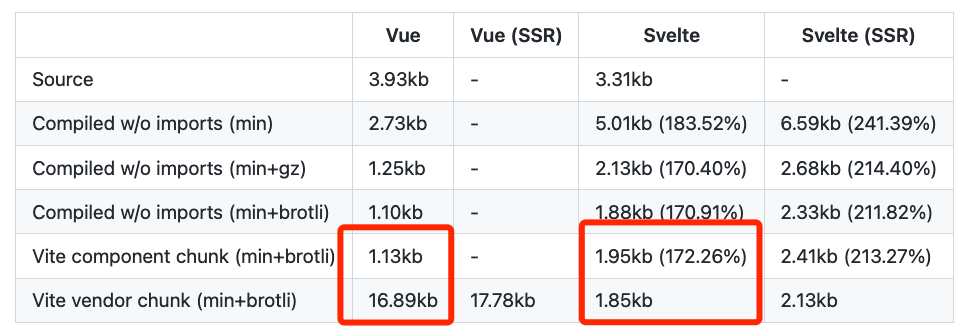 Vue Vue (SSR) Svelte Svelte (SSR)
Source 3.93kb - 3.31kb -
Compiled w/o imports (min) 2.73kb - 5.01kb (183.52%) 6.59kb (241.39%)
Compiled w/o imports (min+gz) 1.25kb - 2.13kb (170.40%) 2.68kb (214.40%)
Compiled w/o imports (min+brotli) 1.10kb - 1.88kb (170.91%) 2.33kb (211.82%)
Vite component chunk (min+brotli) 1.13kb - 1.95kb (172.26%) 2.41kb (213.27%)
Vite vendor chunk (min+brotli) 16.89kb 17.78kb 1.85kb 2.13kb